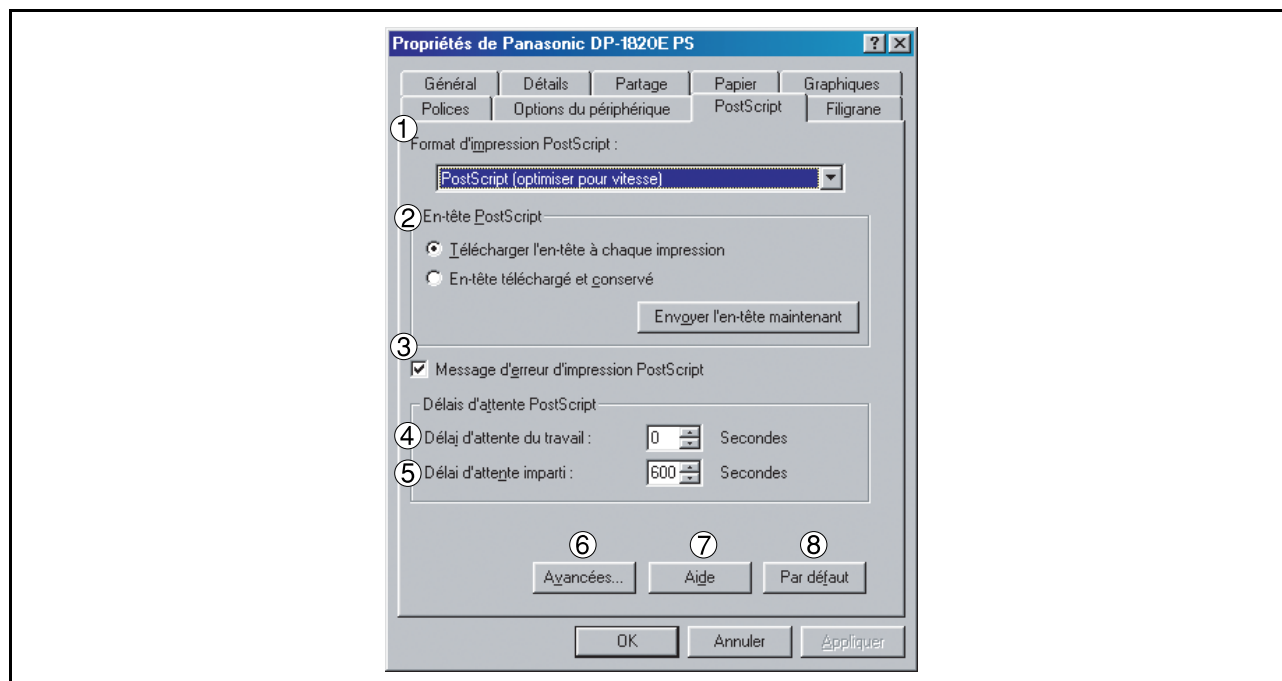 Propriétés de Panasonic DP-1820E PS
Général Détails Partage Papier Graphiques
Polices Options du périphérique PostScript Filigrane
① Format d'impression PostScript :
PostScript (optimiser pour vitesse)
② En-tête PostScript
Télécharger l'en-tête à chaque impression
En-tête téléchargé et conservé
Envoyer l'en-tête maintenant
③
Message d'erreur d'impression PostScript
Délais d'attente PostScript
④ Délai d'attente du travail : 0 Secondes
⑤ Délai d'attente imparti : 600 Secondes
⑥ ⑦ ⑧
Avancées... Aide Par défaut
OK Annuler Appliquer